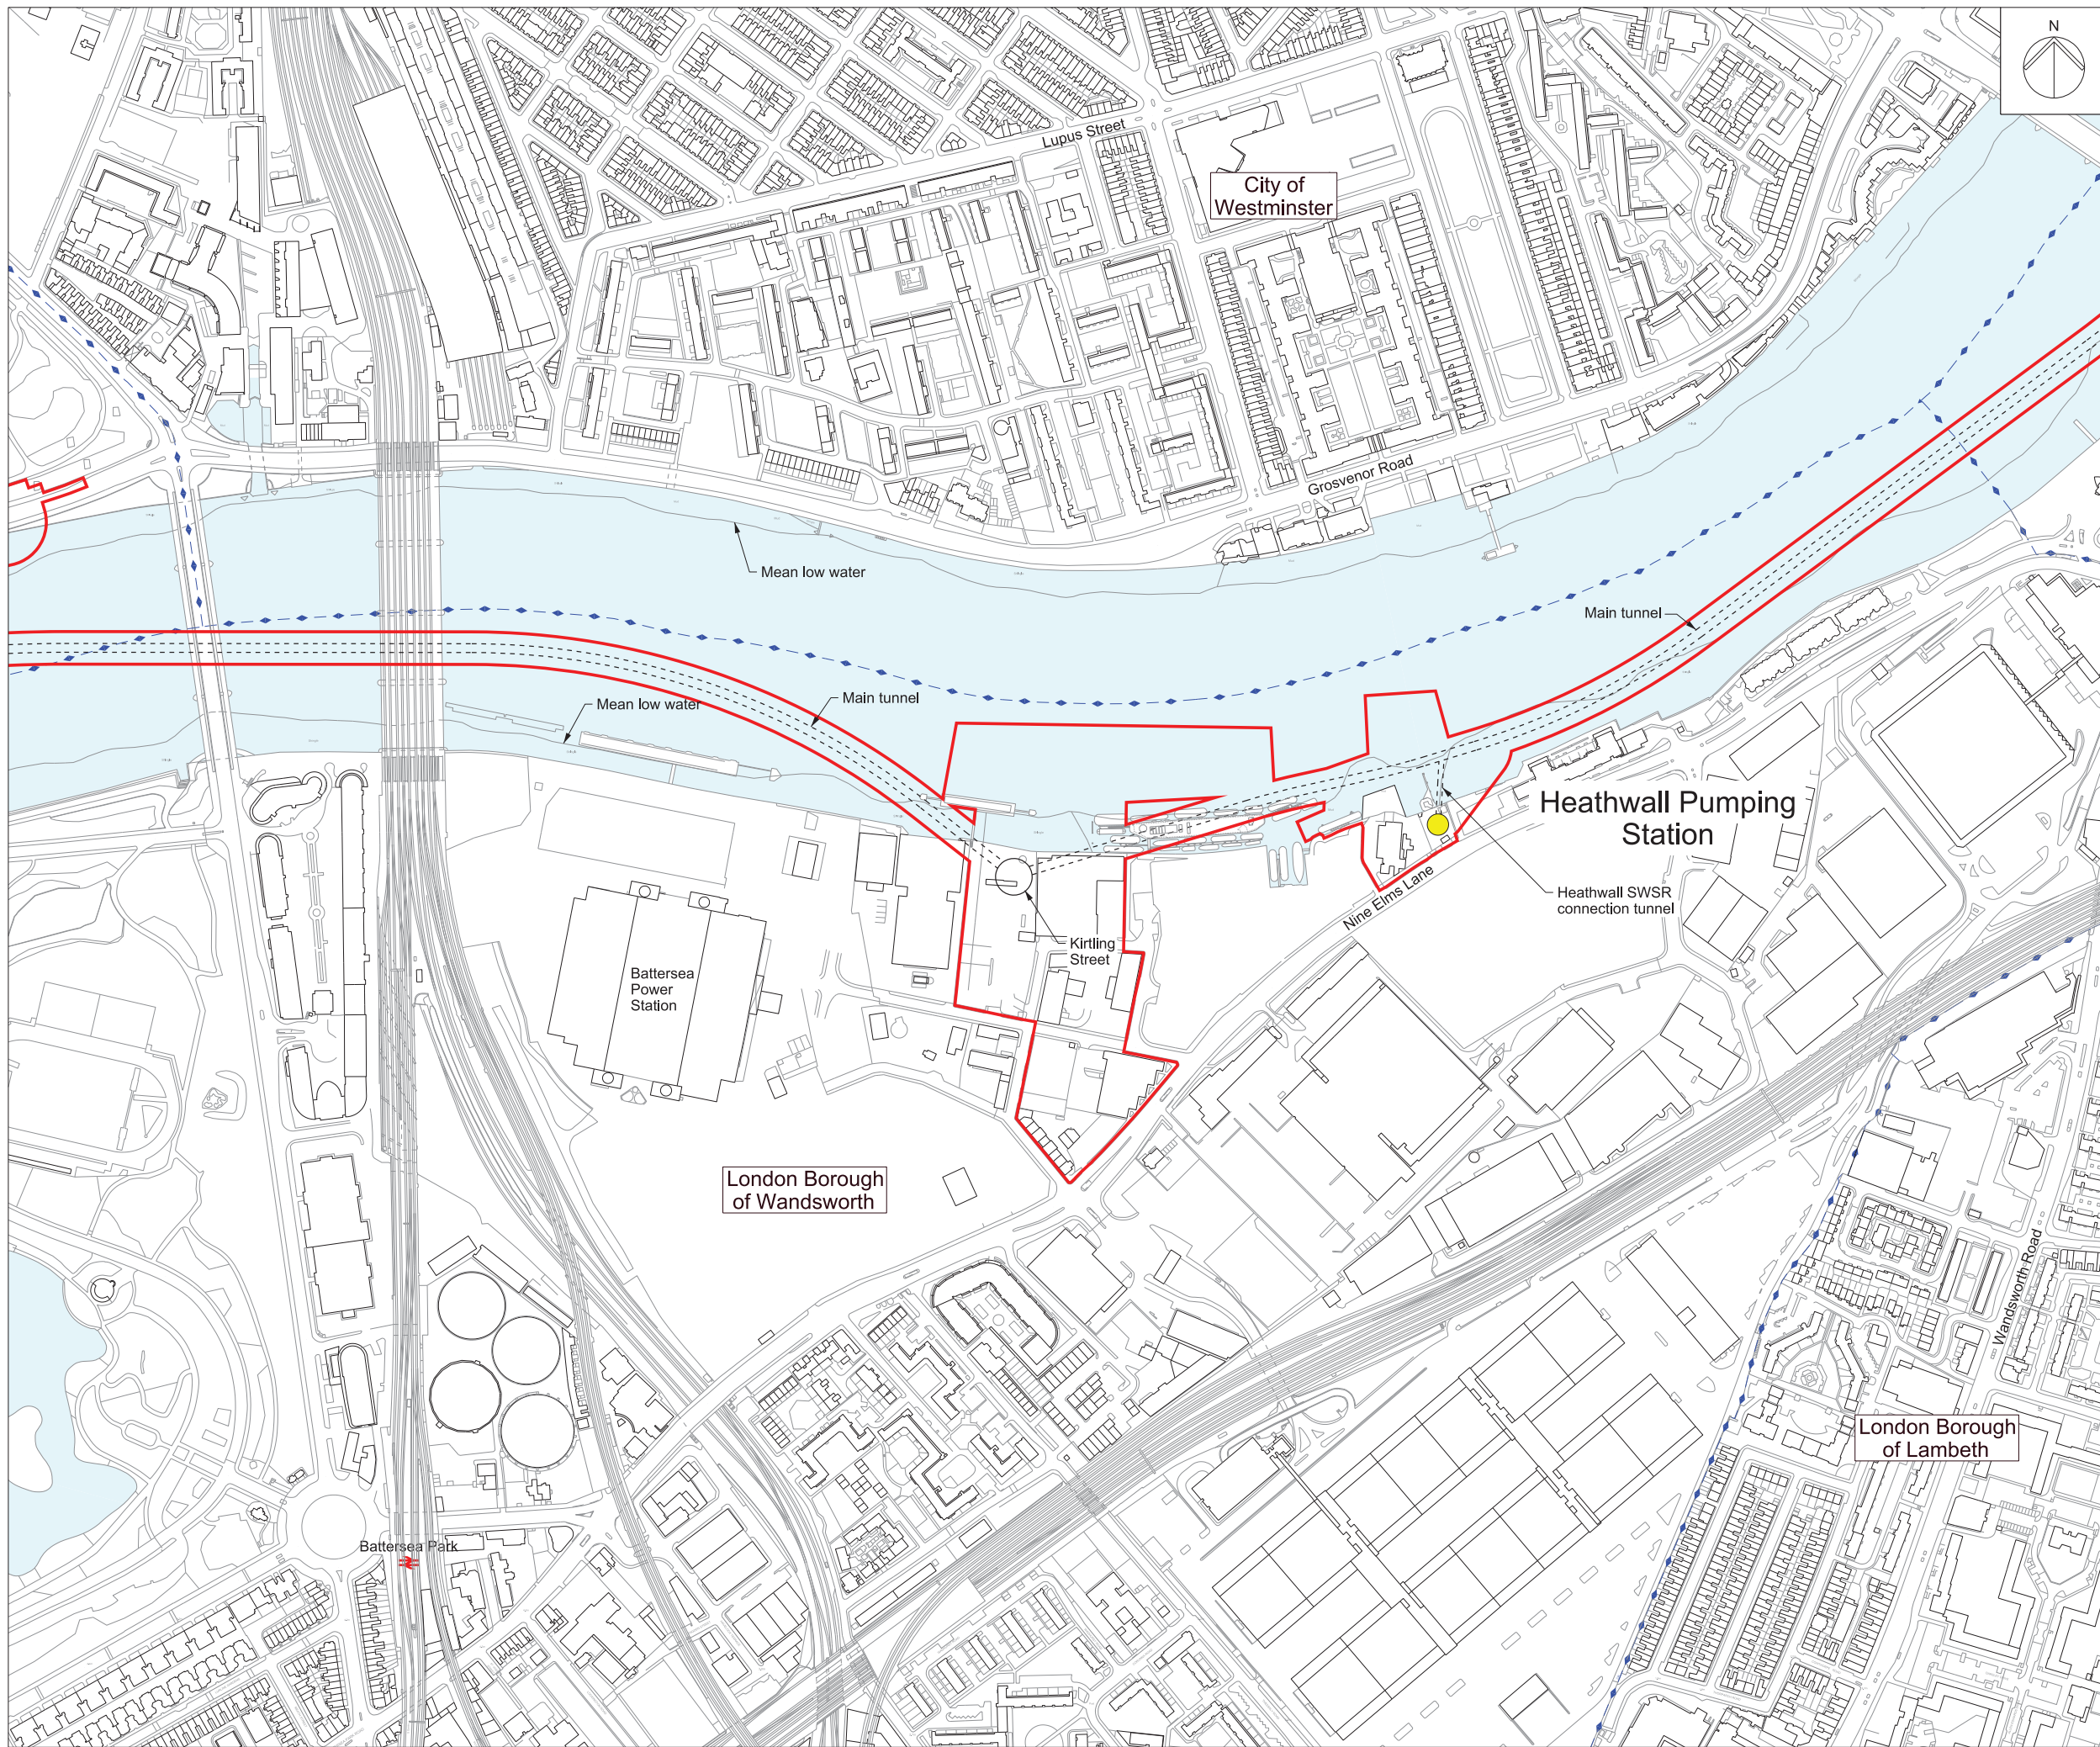 N
Lupus Street
City of
Westminster
Grosvenor Road
Mean low water
Main tunnel
Mean low water
Main tunnel
Heathwall Pumping
Station
Heathwall SWSR
connection tunnel
Nine Elms Lane
Kirtling
Street
Battersea
Power
Station
London Borough
of Wandsworth
Wandsworth Road
London Borough
of Lambeth
Battersea Park